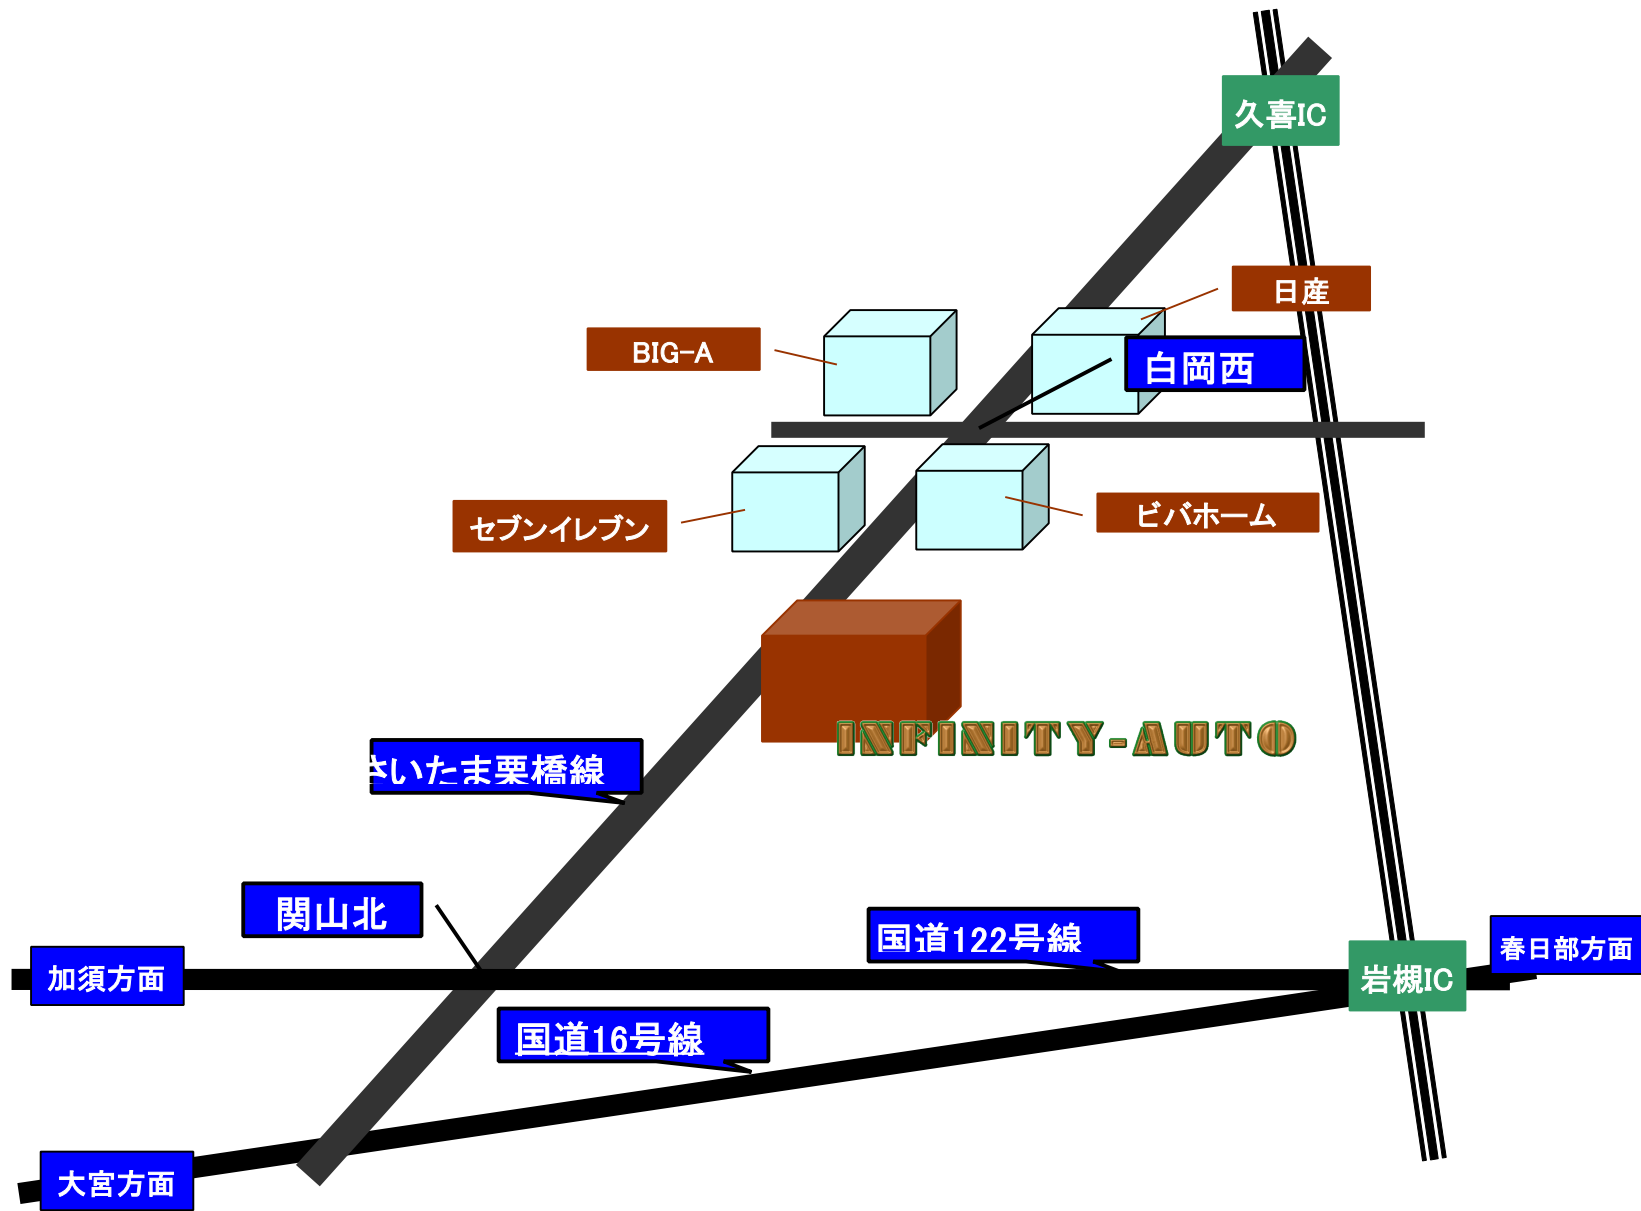 久喜IC
日産
BIG-A
白岡西
セブンイレブン
ビバホーム
INFINITY-AUTO
さいたま栗橋線
関山北
国道122号線
春日部方面
加須方面
岩槻IC
国道16号線
大宮方面